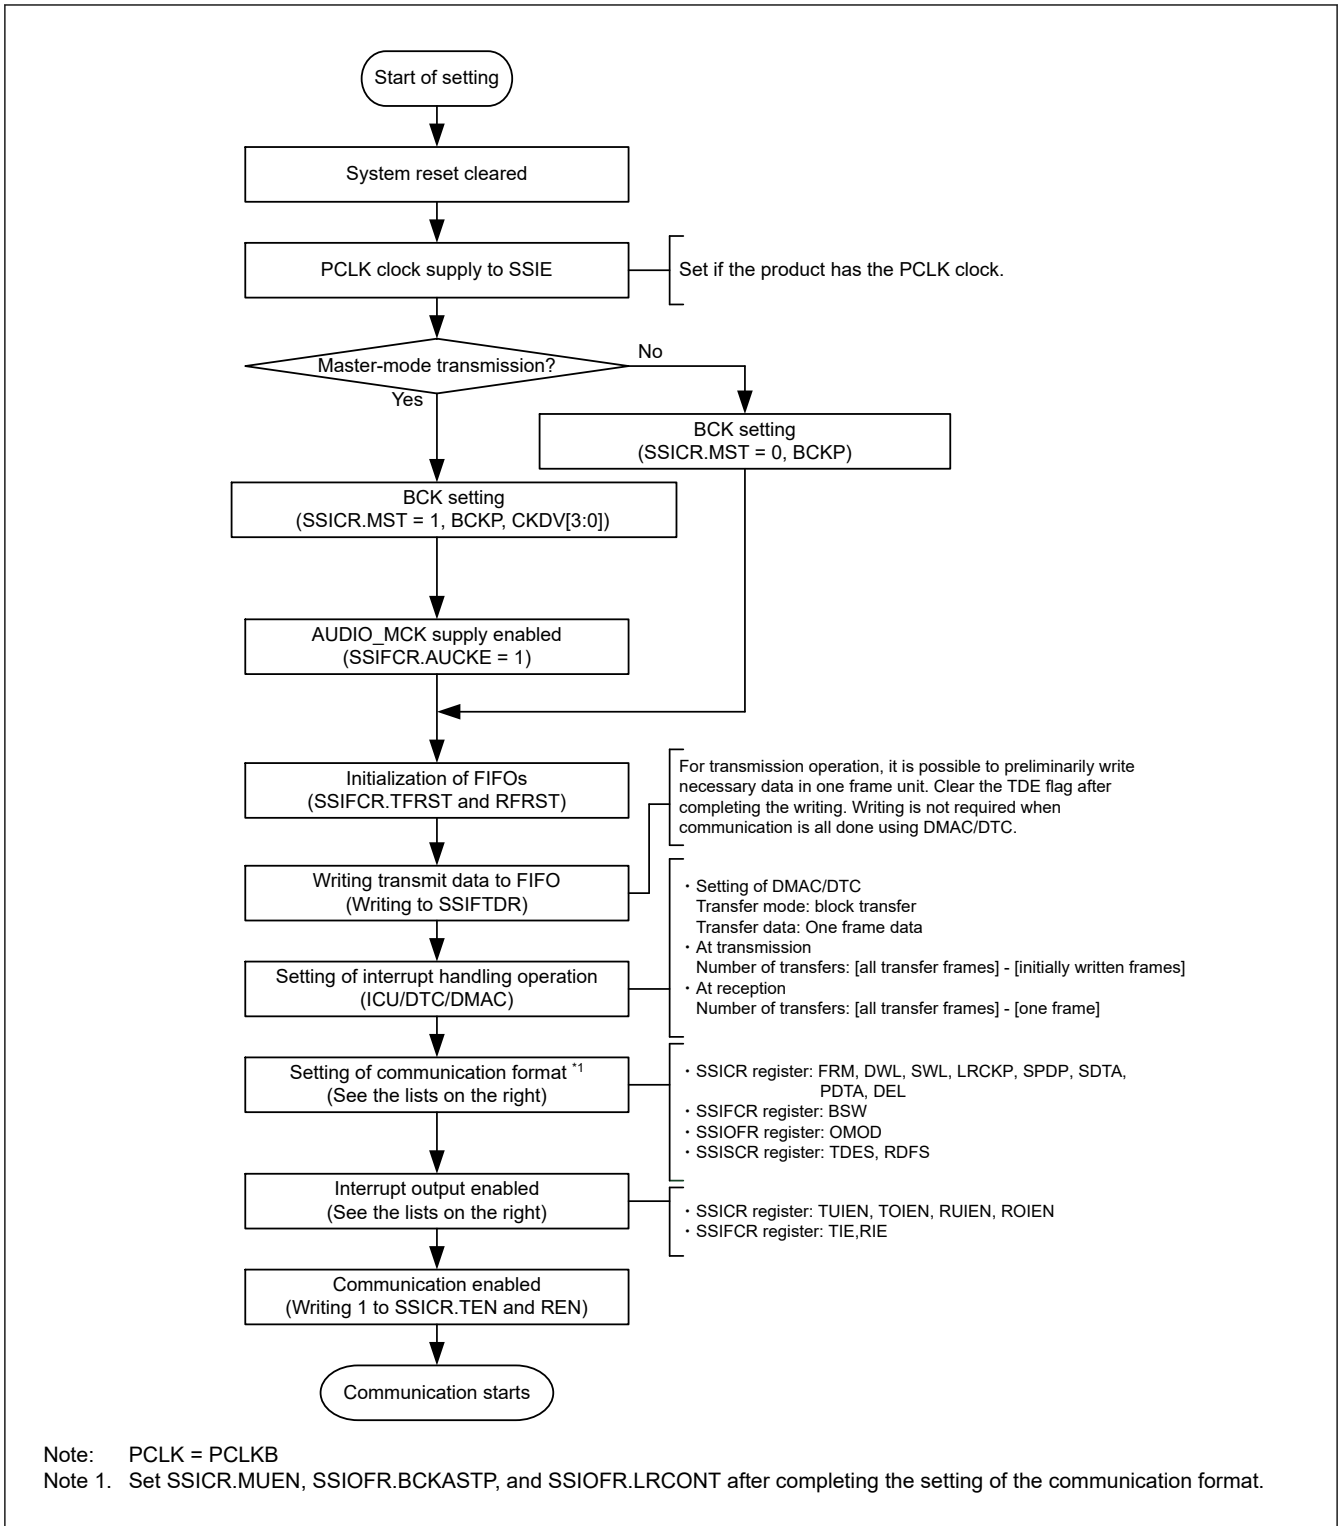 Start of setting
System reset cleared
PCLK clock supply to SSIE
Set if the product has the PCLK clock.
Master-mode transmission?
No
Yes
BCK setting
(SSICR.MST = 0, BCKP)
BCK setting
(SSICR.MST = 1, BCKP, CKDV[3:0])
AUDIO_MCK supply enabled
(SSIFCR.AUCKE = 1)
Initialization of FIFOs
(SSIFCR.TFRST and RFRST)
For transmission operation, it is possible to preliminarily write
necessary data in one frame unit. Clear the TDE flag after
completing the writing. Writing is not required when
communication is all done using DMAC/DTC.
Writing transmit data to FIFO
(Writing to SSIFTDR)
・Setting of DMAC/DTC
Transfer mode: block transfer
Transfer data: One frame data
・At transmission
Number of transfers: [all transfer frames] - [initially written frames]
・At reception
Number of transfers: [all transfer frames] - [one frame]
Setting of interrupt handling operation
(ICU/DTC/DMAC)
Setting of communication format *1
(See the lists on the right)
・SSICR register: FRM, DWL, SWL, LRCKP, SPDP, SDTA,
PDTA, DEL
・SSIFCR register: BSW
・SSIOFR register: OMOD
・SSISCR register: TDES, RDFS
Interrupt output enabled
(See the lists on the right)
・SSICR register: TUIEN, TOIEN, RUIEN, ROIEN
・SSIFCR register: TIE,RIE
Communication enabled
(Writing 1 to SSICR.TEN and REN)
Communication starts
Note: PCLK = PCLKB
Note 1. Set SSICR.MUEN, SSIOFR.BCKASTP, and SSIOFR.LRCONT after completing the setting of the communication format.